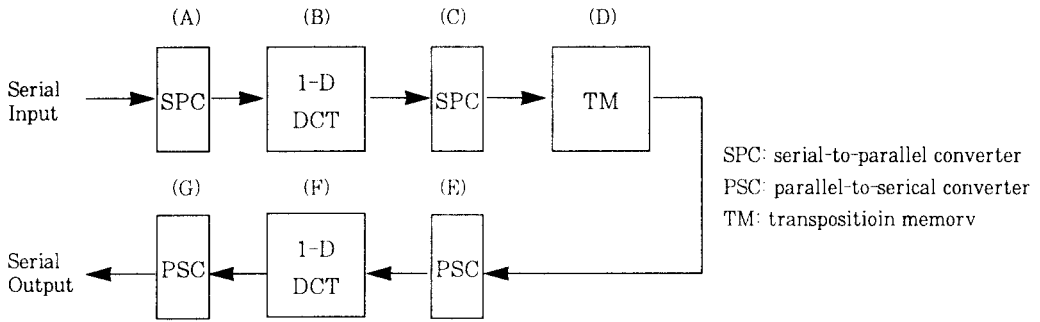 (A) (B) (C) (D)
Serial
Input
SPC
1-D
DCT
SPC
TM
SPC: serial-to-parallel converter
PSC: parallel-to-serical converter
TM: transpositioin memory
(G) (F) (E)
Serial
Output
PSC
1-D
DCT
PSC